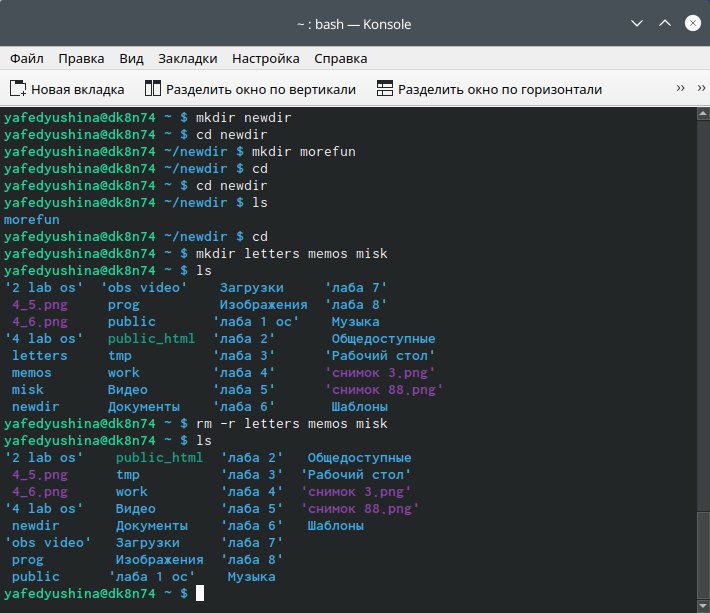 ~ : bash — Konsole
Файл Правка Вид Закладки Настройка Справка
Новая вкладка Разделить окно по вертикали Разделить окно по горизонтали
yafedyushina@dk8n74 ~ $ mkdir newdir
yafedyushina@dk8n74 ~ $ cd newdir
yafedyushina@dk8n74 ~/newdir $ mkdir morefun
yafedyushina@dk8n74 ~/newdir $ cd
yafedyushina@dk8n74 ~ $ cd newdir
yafedyushina@dk8n74 ~/newdir $ ls
morefun
yafedyushina@dk8n74 ~/newdir $ cd
yafedyushina@dk8n74 ~ $ mkdir letters memos misk
yafedyushina@dk8n74 ~ $ ls
'2 lab os' 'obs video' Загрузки 'лаба 7'
4_5.png prog Изображения 'лаба 8'
4_6.png public 'лаба 1 ос' Музыка
'4 lab os' public_html 'лаба 2' Общедоступные
letters tmp 'лаба 3' 'Рабочий стол'
memos work 'лаба 4' 'снимок 3.png'
misk Видео 'лаба 5' 'снимок 88.png'
newdir Документы 'лаба 6' Шаблоны
yafedyushina@dk8n74 ~ $ rm -r letters memos misk
yafedyushina@dk8n74 ~ $ ls
'2 lab os' public_html 'лаба 2' Общедоступные
4_5.png tmp 'лаба 3' 'Рабочий стол'
4_6.png work 'лаба 4' 'снимок 3.png'
'4 lab os' Видео 'лаба 5' 'снимок 88.png'
newdir Документы 'лаба 6' Шаблоны
'obs video' Загрузки 'лаба 7'
prog Изображения 'лаба 8'
public 'лаба 1 ос' Музыка
yafedyushina@dk8n74 ~ $